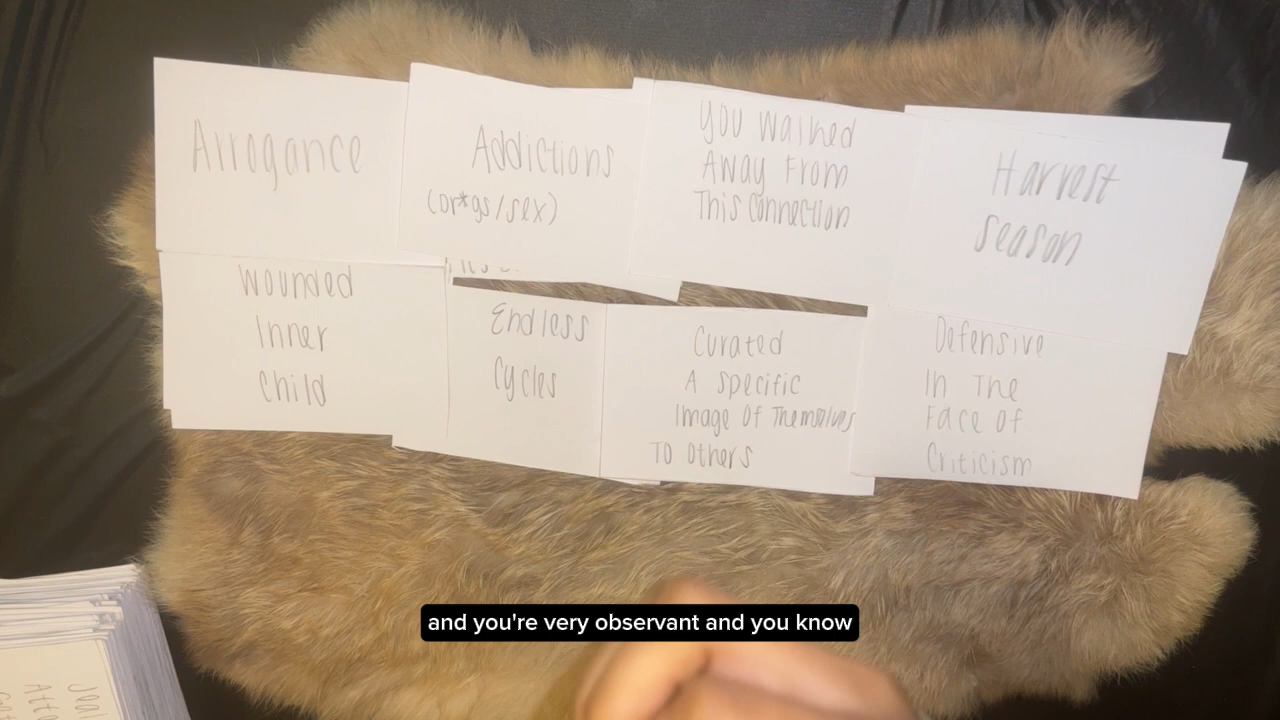 Arrogance
Addictions
(Dr*gs/sex)
You Walked
Away From
This Connection
Harvest
Season
Wounded
Inner
Child
Endless
Cycles
Curated
A Specific
Image Of Themselves
To Others
Defensive
In The
Face Of
Criticism
and you're very observant and you know